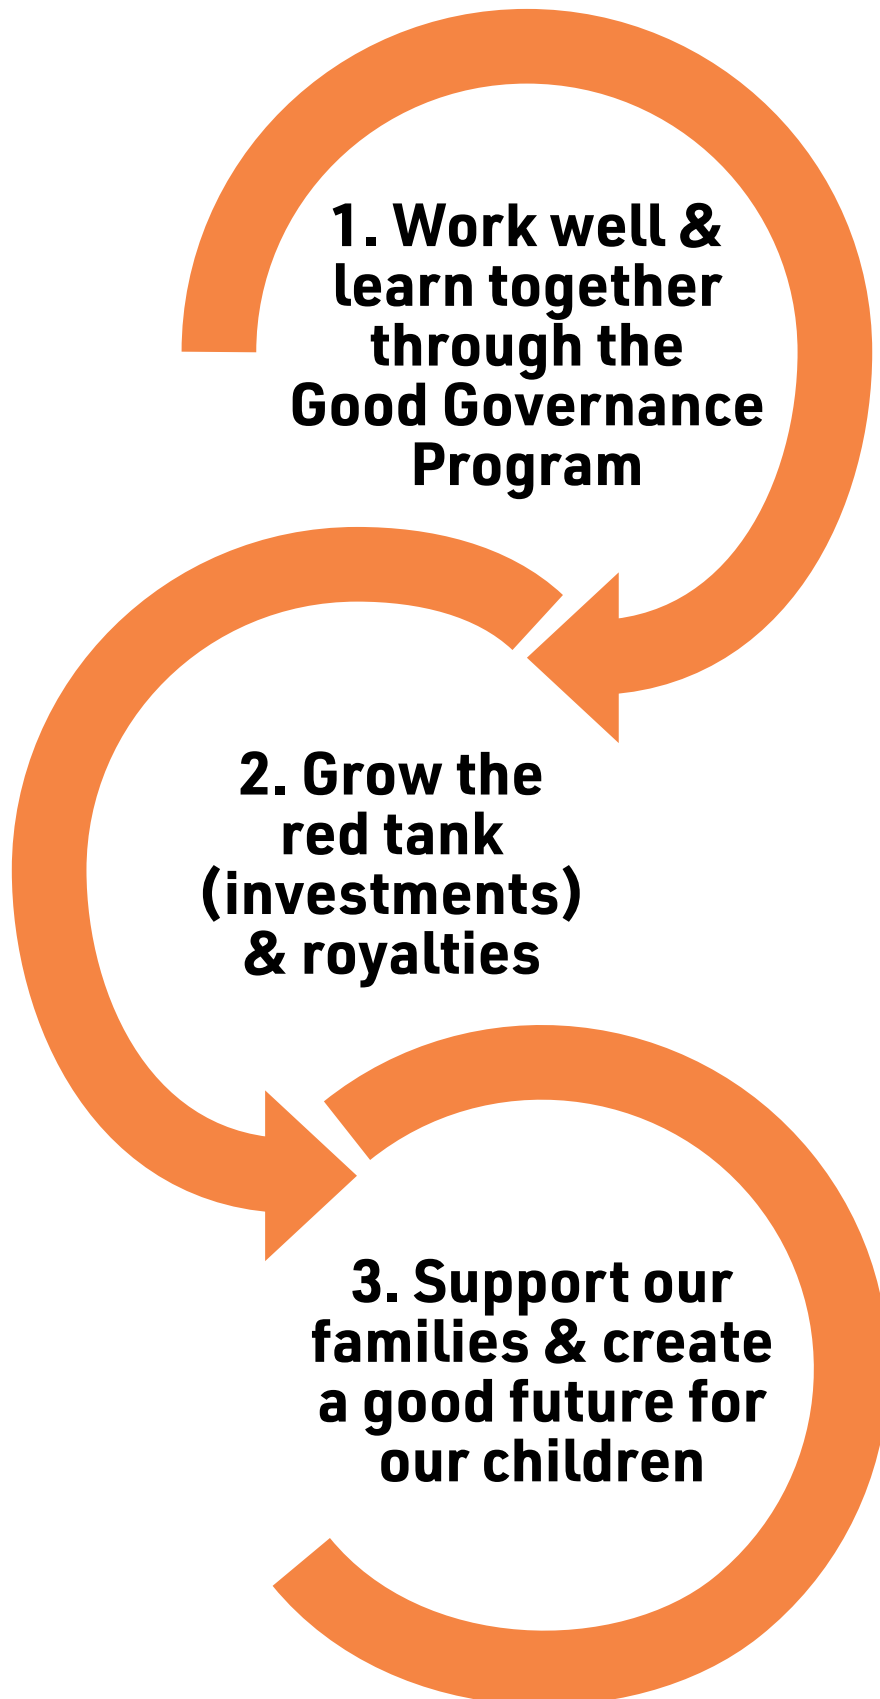 1. Work well &
learn together
through the
Good Governance
Program
2. Grow the
red tank
(investments)
& royalties
3. Support our
families & create
a good future for
our children